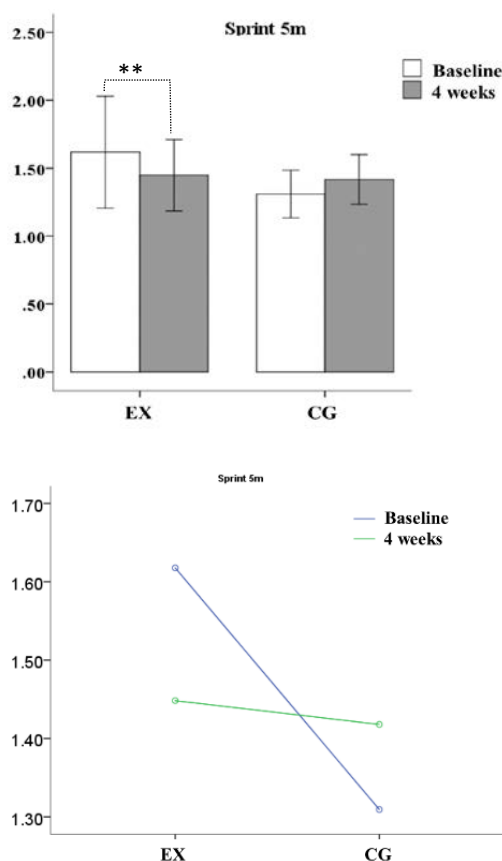 Sprint 5m
2.50
**
Baseline
4 weeks
2.00
1.50
1.00
.50
.00
EX CG
Sprint 5m
1.70
Baseline
4 weeks
1.60
1.50
1.40
1.30
EX CG